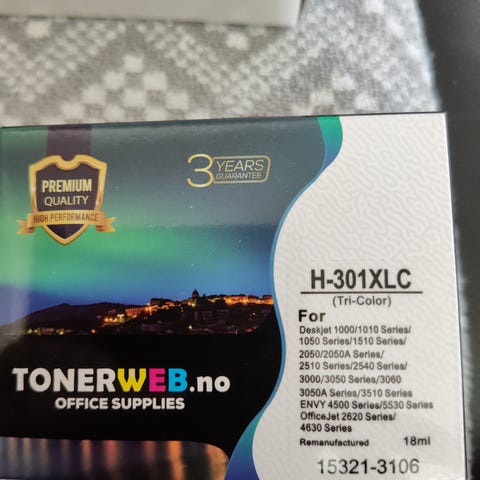 PREMIUM
QUALITY
HIGH PERFORMANCE
3 YEARS
GUARANTEE
TONERWEB.no
OFFICE SUPPLIES
H-301XLC
(Tri-Color)
For
Deskjet 1000/1010 Series/
1050 Series/1510 Series/
2050/2050A Series/
2510 Series/2540 Series/
3000/3050 Series/3060
3050A Series/3510 Series
ENVY 4500 Series/5530 Series
OfficeJet 2620 Series/
4630 Series
Remanufactured 18ml
15321-3106